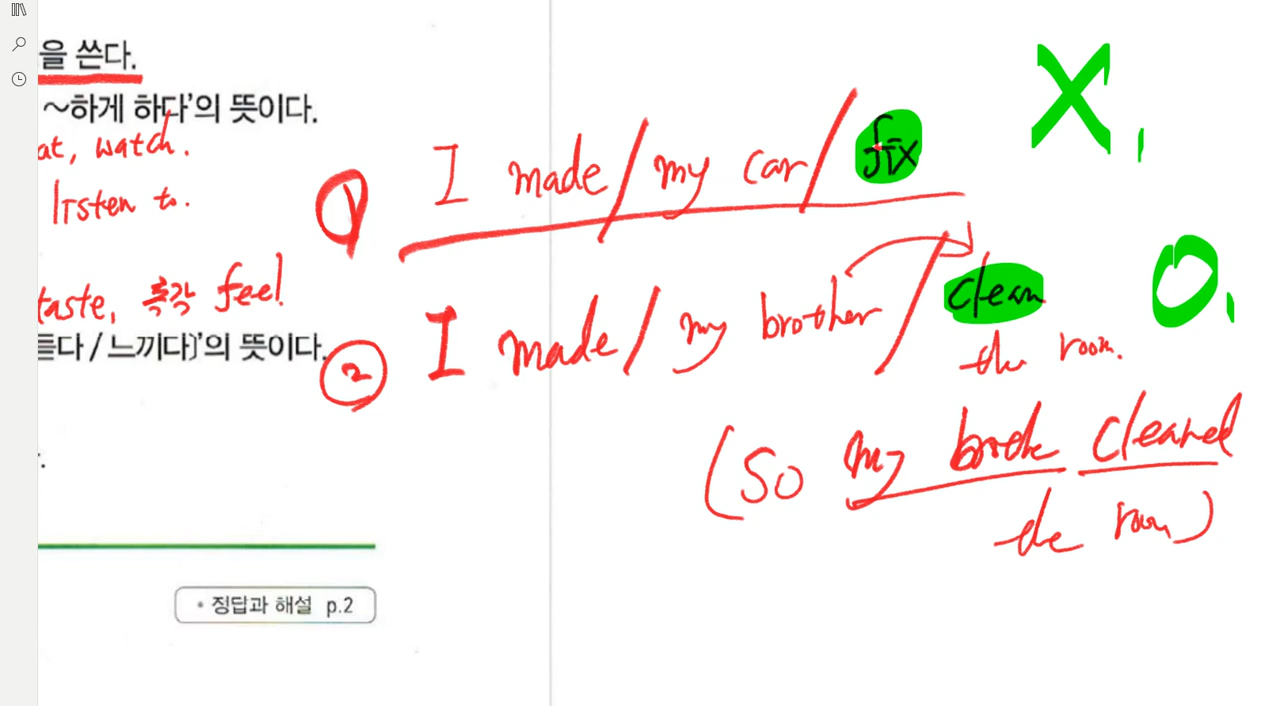 을 쓴다.
~하게 하다'의 뜻이다.
at, watch.
listen to.
taste, 촉각 feel.
듣다 / 느끼다)'의 뜻이다.
.
• 정답과 해설 p.2
① I made / my car / fix X,
② I made / my brother / clean O,
the room.
(So my brothe cleaned
the room)